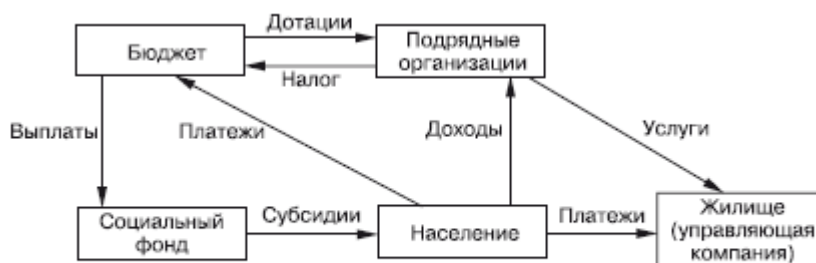 Дотации
Бюджет
Подрядные
организации
Налог
Выплаты
Платежи
Доходы
Услуги
Социальный
фонд
Субсидии
Население
Платежи
Жилище
(управляющая
компания)